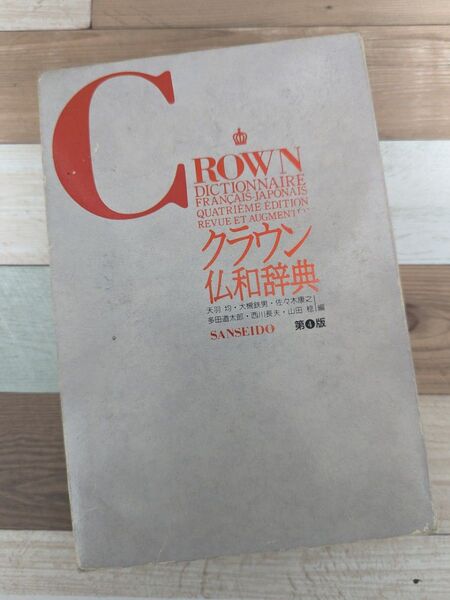 CROWN
DICTIONNAIRE
FRANÇAIS-JAPONAIS
QUATRIÈME ÉDITION
REVUE ET AUGMENT
クラウン
仏和辞典
天羽 均・大槻鉄男・佐々木康之
多田道太郎・西川長夫・山田 稔 編
SANSEIDO 第4版